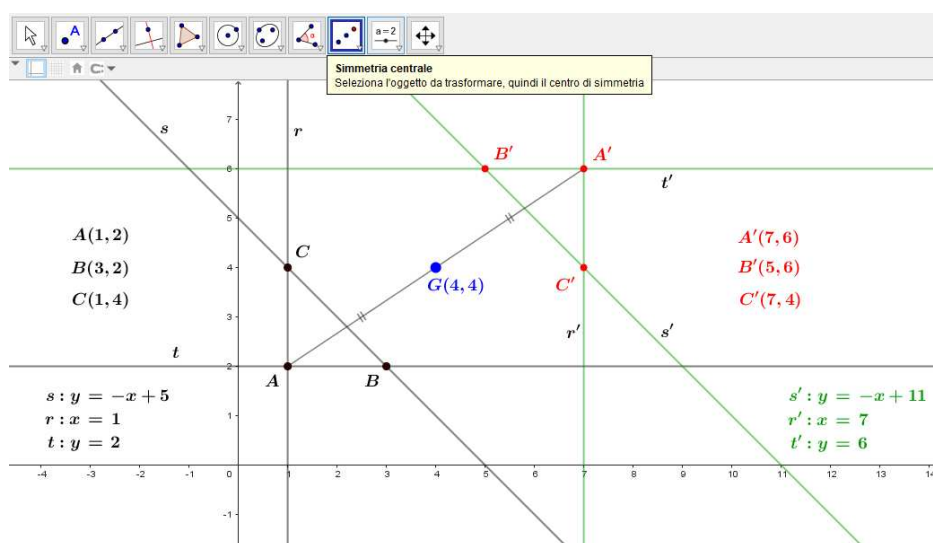 A
a=2
Simmetria centrale
Seleziona l'oggetto da trasformare, quindi il centro di simmetria
s
r
B′
A′
t′
A(1, 2)
B(3, 2)
C(1, 4)
C
G(4, 4)
C′
A′(7, 6)
B′(5, 6)
C′(7, 4)
t
r′
s′
A
B
s : y = −x + 5
r : x = 1
t : y = 2
s′ : y = −x + 11
r′ : x = 7
t′ : y = 6
7
6
5
4
3
2
1
-1
-4 -3 -2 -1 0 1 2 3 4 5 6 7 8 9 10 11 12 13 14